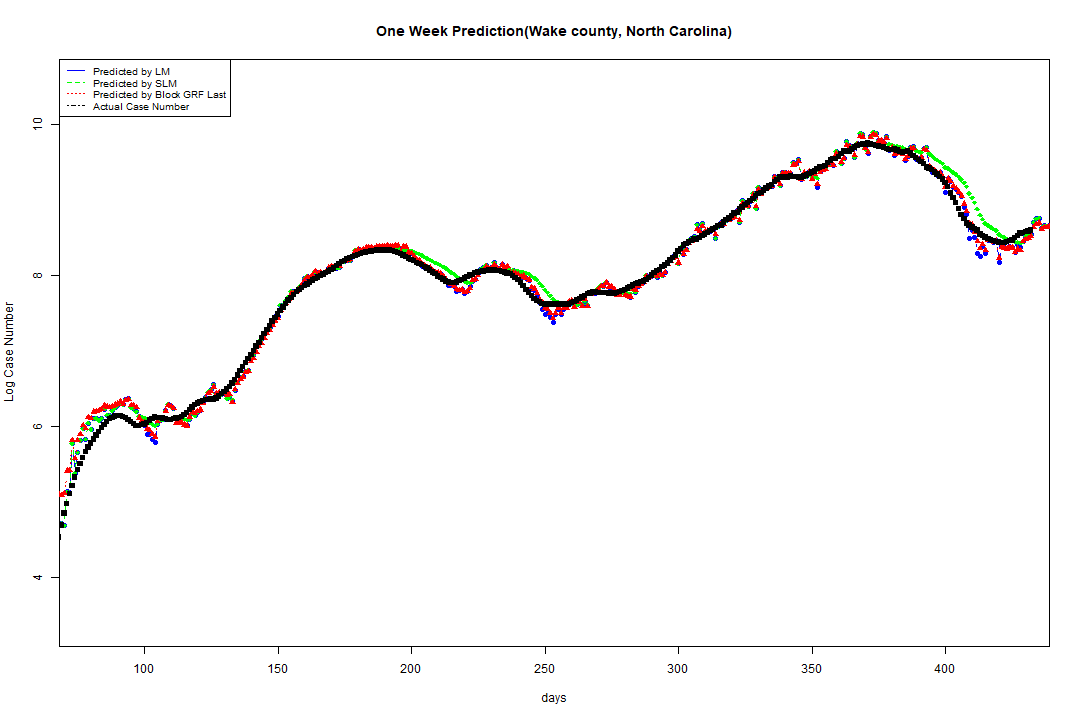 One Week Prediction(Wake county, North Carolina)
Predicted by LM
Predicted by SLM
Predicted by Block GRF Last
Actual Case Number
10
8
6
4
Log Case Number
100 150 200 250 300 350 400
days